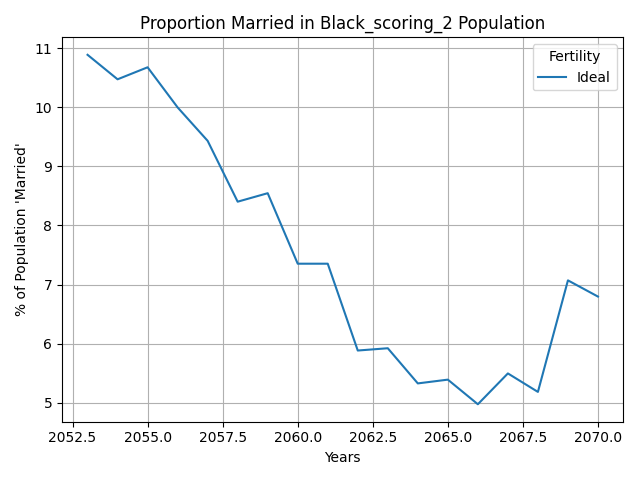 Proportion Married in Black_scoring_2 Population
Fertility
Ideal
% of Population 'Married'
11
10
9
8
7
6
5
2052.5 2055.0 2057.5 2060.0 2062.5 2065.0 2067.5 2070.0
Years